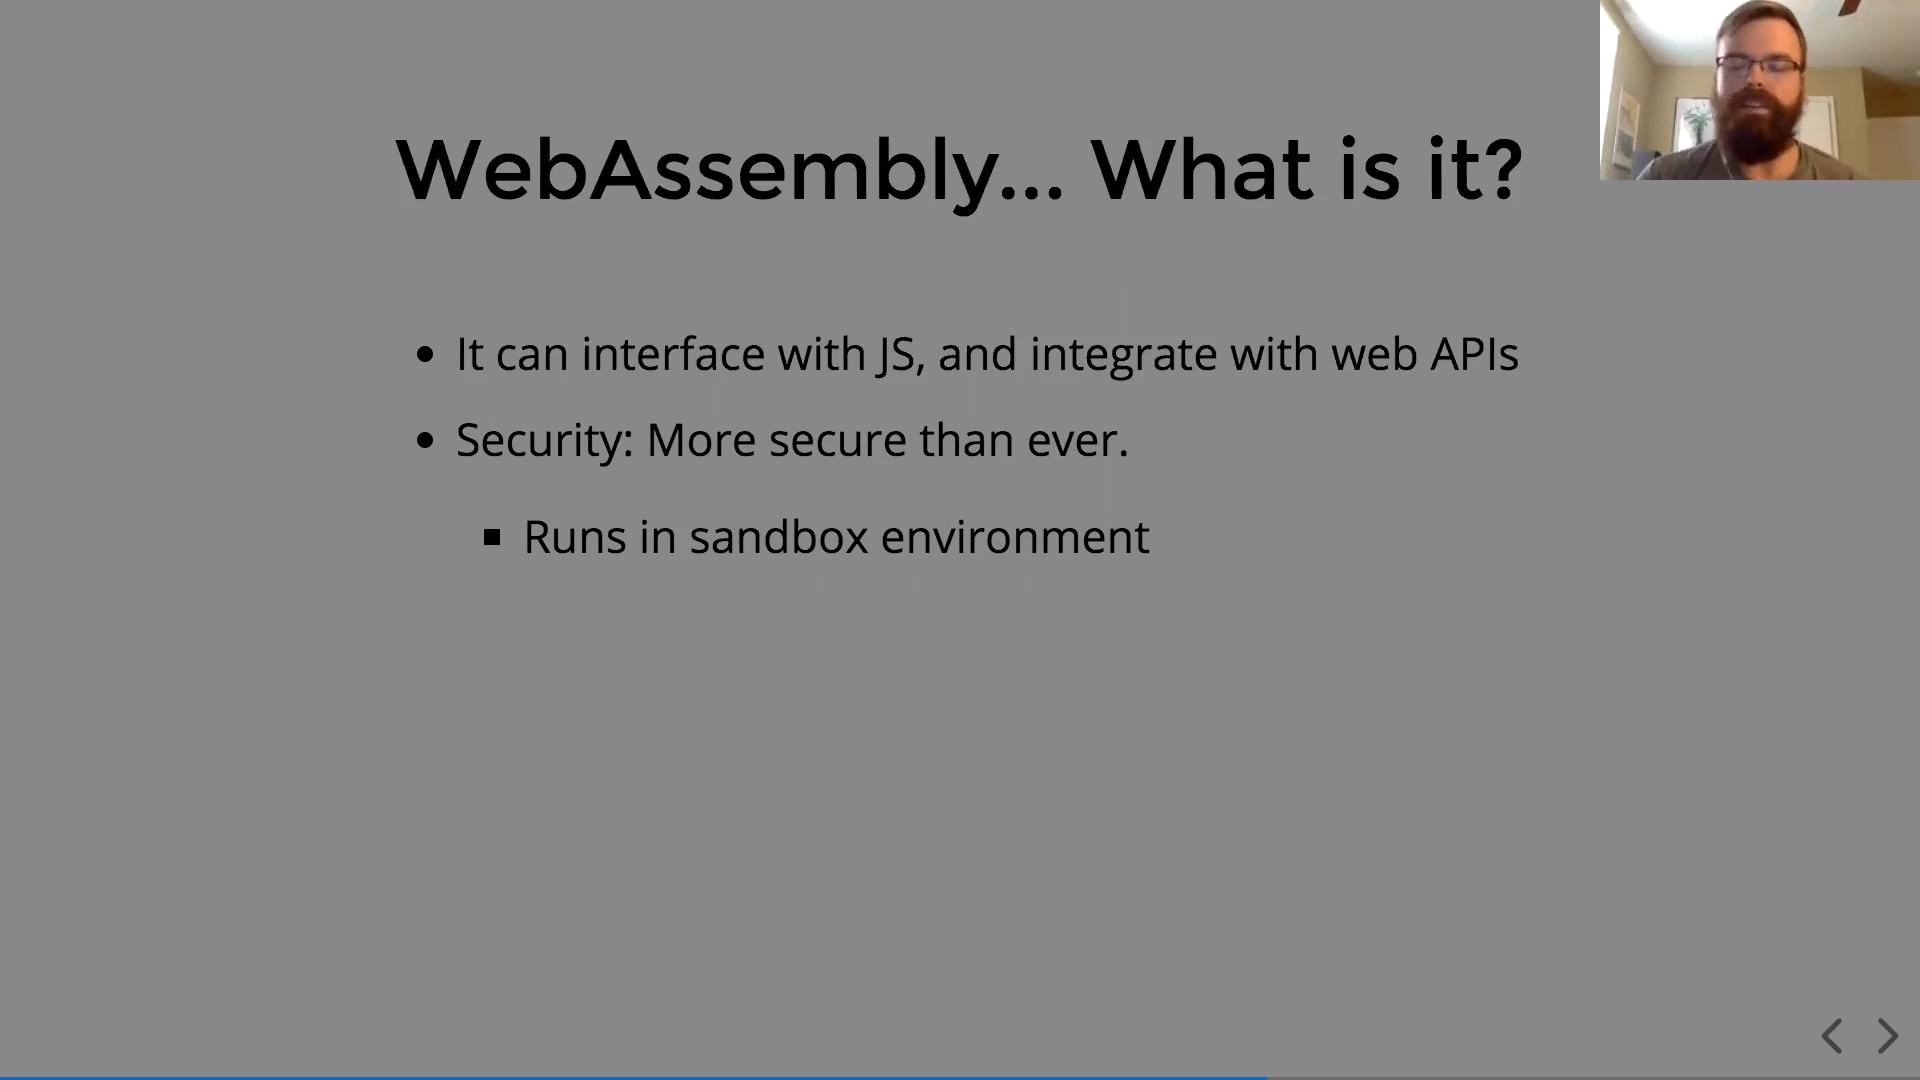 WebAssembly... What is it?
It can interface with JS, and integrate with web APIs
Security: More secure than ever.
Runs in sandbox environment